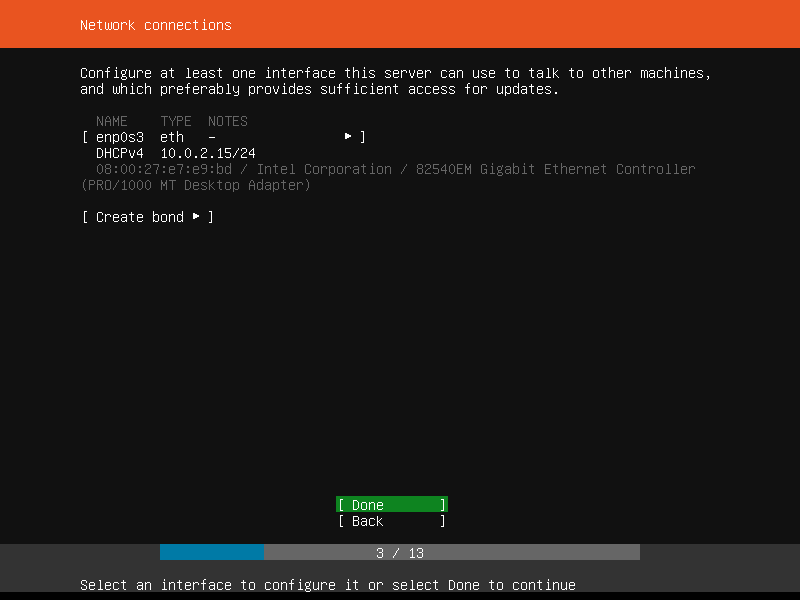 Network connections
Configure at least one interface this server can use to talk to other machines,
and which preferably provides sufficient access for updates.
NAME TYPE NOTES
[ enp0s3 eth – ▸ ]
DHCPv4 10.0.2.15/24
08:00:27:e7:e9:bd / Intel Corporation / 82540EM Gigabit Ethernet Controller
(PRO/1000 MT Desktop Adapter)
[ Create bond ▸ ]
[ Done ]
[ Back ]
3 / 13
Select an interface to configure it or select Done to continue